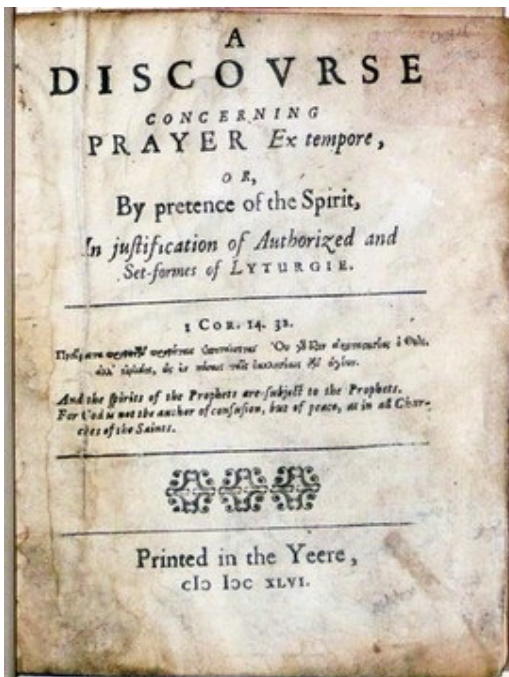 A
DISCOVRSE
CONCERNING
PRAYER Ex tempore,
OR,
By pretence of the Spirit,
In juſtification of Authorized and
Set-formes of LYTURGIE.
1 COR. 14. 32.
And the ſpirits of the Prophets are ſubject to the Prophets.
For God is not the author of confuſion, but of peace, as in all Chur-
ches of the Saints.
Printed in the Yeere,
cIɔ Iɔc XLVI.